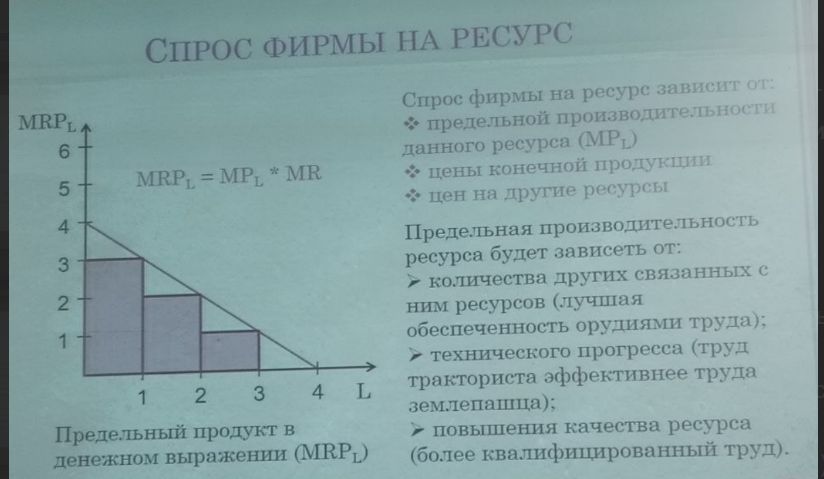 СПРОС ФИРМЫ НА РЕСУРС
MRPL
6
5
4
3
2
1
MRPL = MPL * MR
1 2 3 4 L
Предельный продукт в
денежном выражении (MRPL)
Спрос фирмы на ресурс зависит от:
❖ предельной производительности
данного ресурса (MPL)
❖ цены конечной продукции
❖ цен на другие ресурсы
Предельная производительность
ресурса будет зависеть от:
➢ количества других связанных с
ним ресурсов (лучшая
обеспеченность орудиями труда);
➢ технического прогресса (труд
тракториста эффективнее труда
землепашца);
➢ повышения качества ресурса
(более квалифицированный труд).